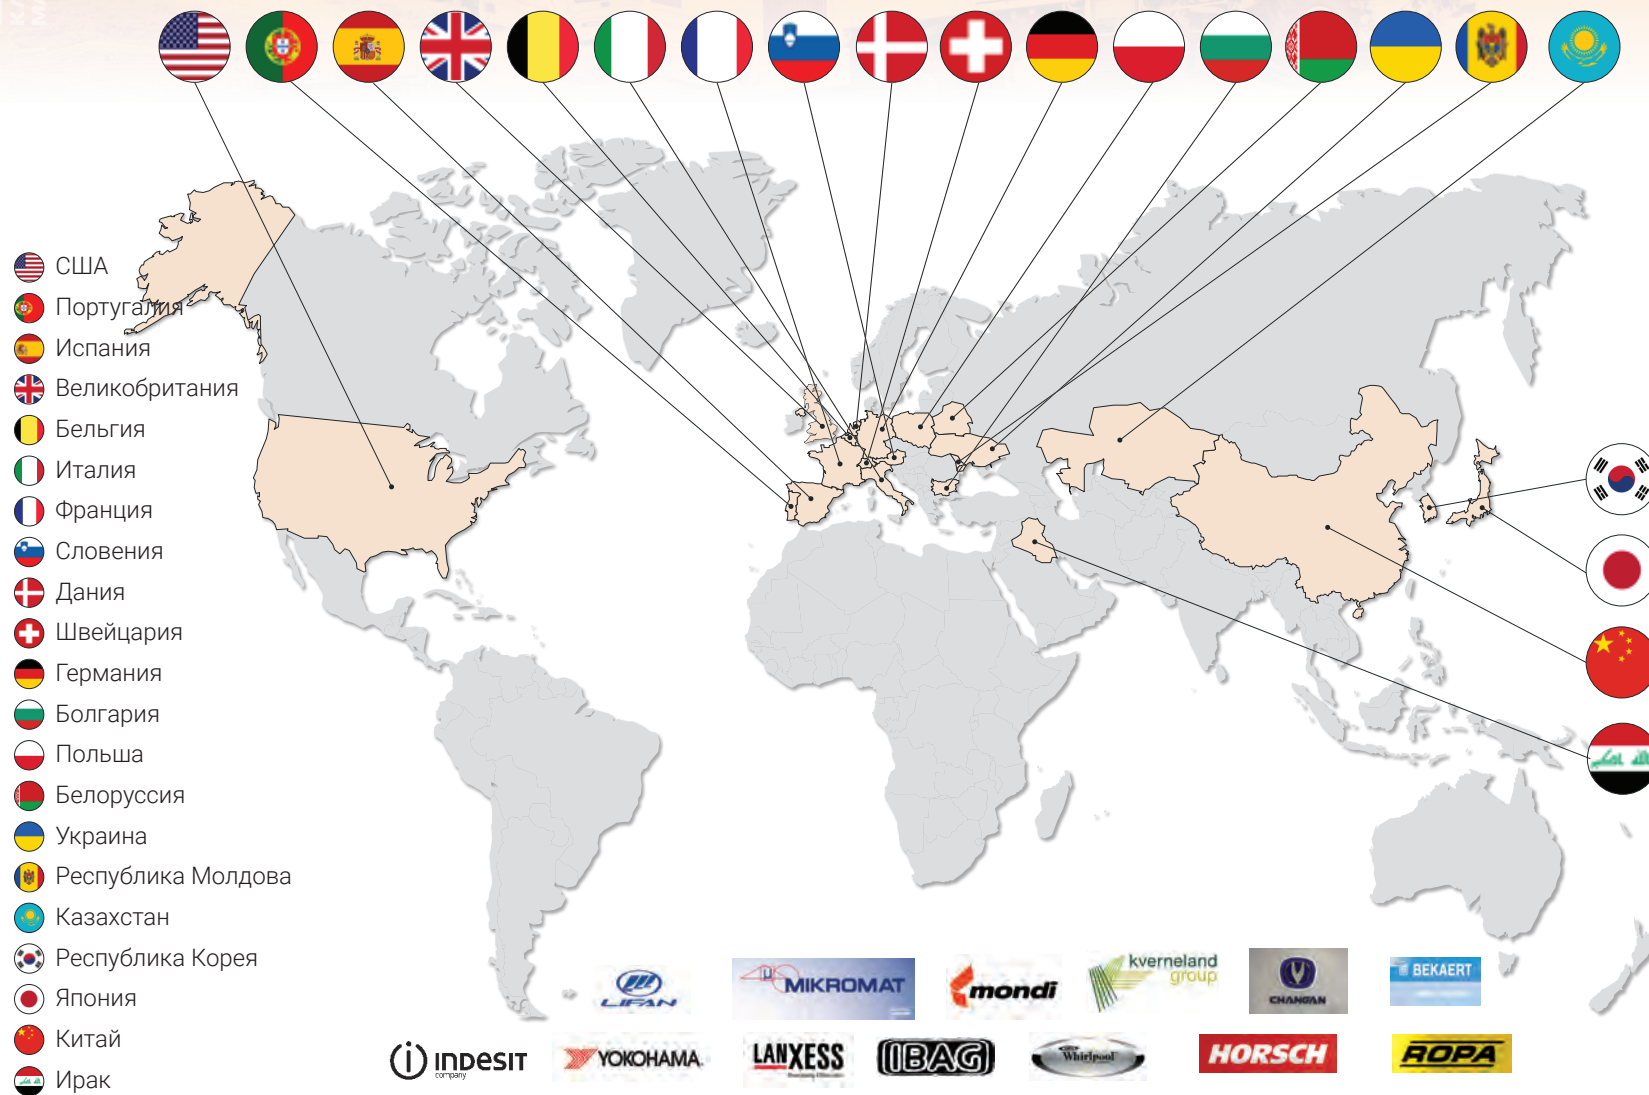 США
Португалия
Испания
Великобритания
Бельгия
Италия
Франция
Словения
Дания
Швейцария
Германия
Болгария
Польша
Белоруссия
Украина
Республика Молдова
Казахстан
Республика Корея
Япония
Китай
Ирак
LIFAN
MIKROMAT
mondi
kverneland
group
CHANGAN
BEKAERT
indesit
company
YOKOHAMA
LANXESS
IBAG
Whirlpool
HORSCH
ROPA